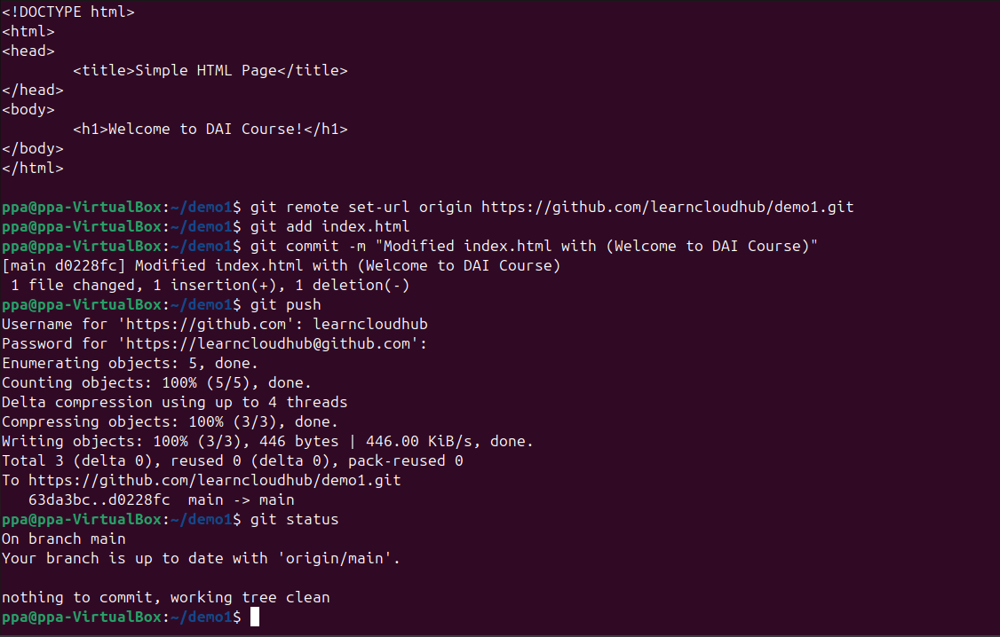 <!DOCTYPE html>
<html>
<head>
        <title>Simple HTML Page</title>
</head>
<body>
        <h1>Welcome to DAI Course!</h1>
</body>
</html>

ppa@ppa-VirtualBox:~/demo1$ git remote set-url origin https://github.com/learncloudhub/demo1.git
ppa@ppa-VirtualBox:~/demo1$ git add index.html
ppa@ppa-VirtualBox:~/demo1$ git commit -m "Modified index.html with (Welcome to DAI Course)"
[main d0228fc] Modified index.html with (Welcome to DAI Course)
 1 file changed, 1 insertion(+), 1 deletion(-)
ppa@ppa-VirtualBox:~/demo1$ git push
Username for 'https://github.com': learncloudhub
Password for 'https://learncloudhub@github.com':
Enumerating objects: 5, done.
Counting objects: 100% (5/5), done.
Delta compression using up to 4 threads
Compressing objects: 100% (3/3), done.
Writing objects: 100% (3/3), 446 bytes | 446.00 KiB/s, done.
Total 3 (delta 0), reused 0 (delta 0), pack-reused 0
To https://github.com/learncloudhub/demo1.git
   63da3bc..d0228fc  main -> main
ppa@ppa-VirtualBox:~/demo1$ git status
On branch main
Your branch is up to date with 'origin/main'.

nothing to commit, working tree clean
ppa@ppa-VirtualBox:~/demo1$